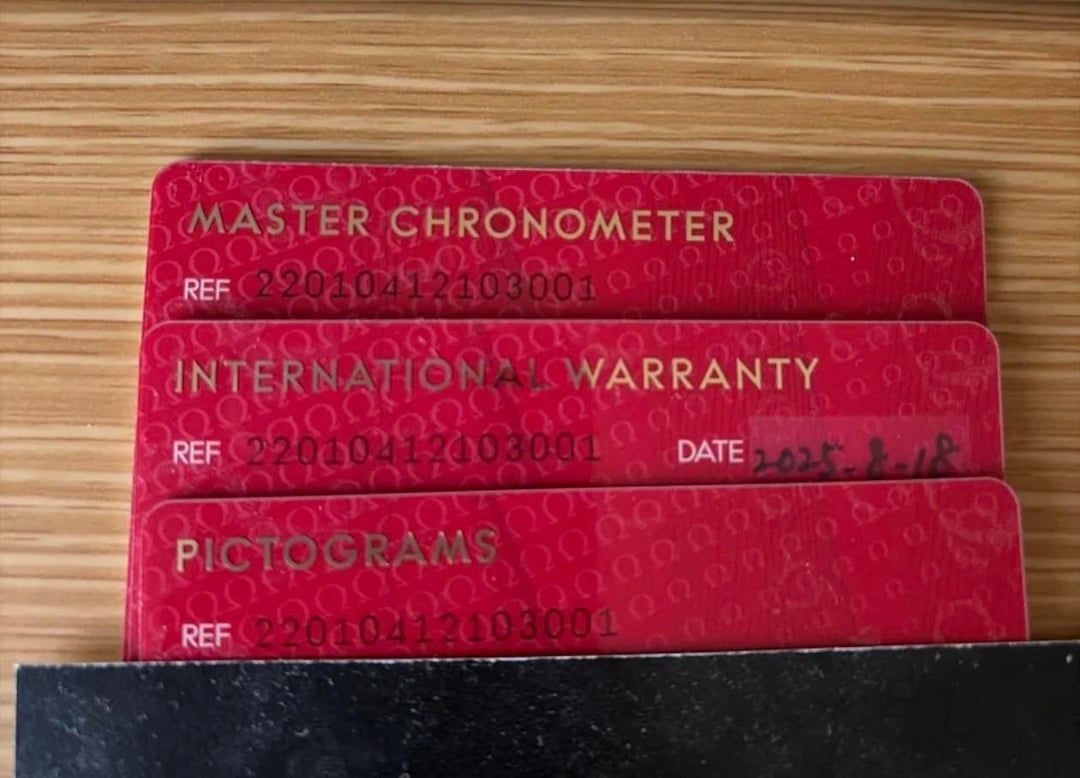 MASTER CHRONOMETER
REF 22010412103001
INTERNATIONAL WARRANTY
REF 22010412103001 DATE 2025-8-18
PICTOGRAMS
REF 22010412103001